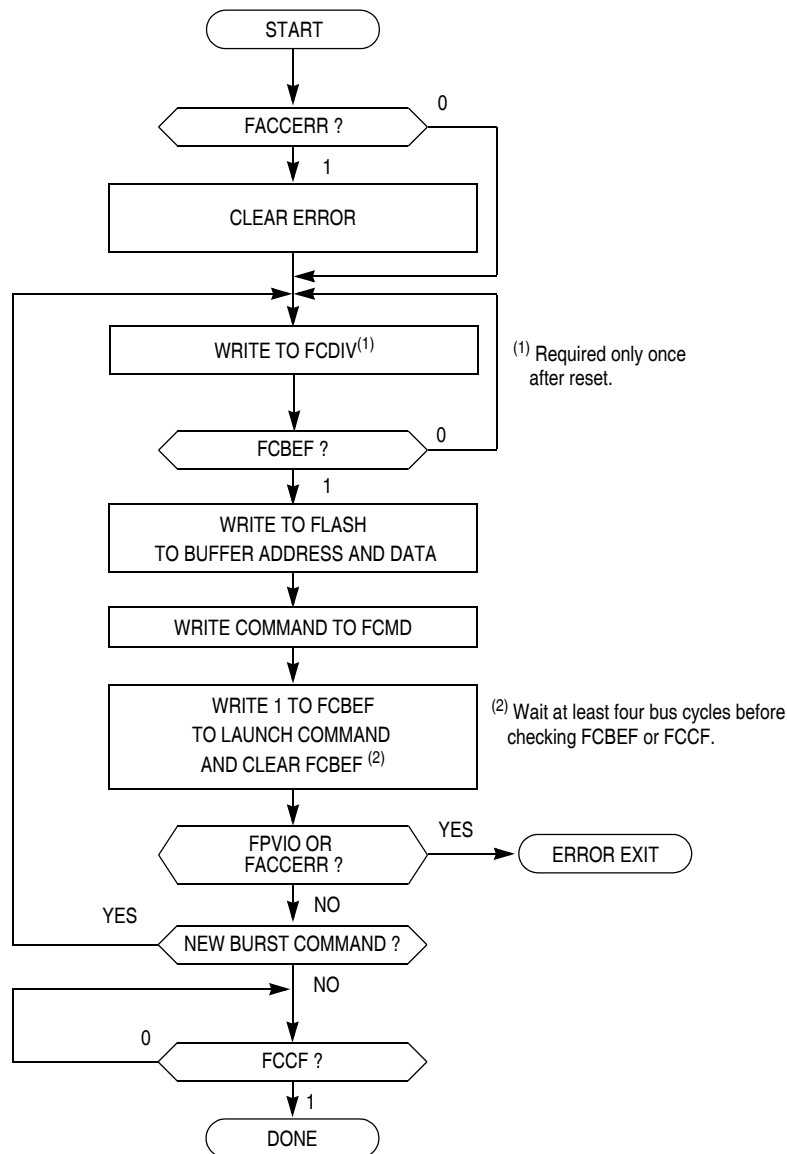 START
0
FACCERR ?
1
CLEAR ERROR
WRITE TO FCDIV(1)
(1) Required only once
after reset.
0
FCBEF ?
1
WRITE TO FLASH
TO BUFFER ADDRESS AND DATA
WRITE COMMAND TO FCMD
WRITE 1 TO FCBEF
TO LAUNCH COMMAND
AND CLEAR FCBEF (2)
(2) Wait at least four bus cycles before
checking FCBEF or FCCF.
FPVIO OR
FACCERR ?
YES
ERROR EXIT
NO
YES
NEW BURST COMMAND ?
NO
0
FCCF ?
1
DONE